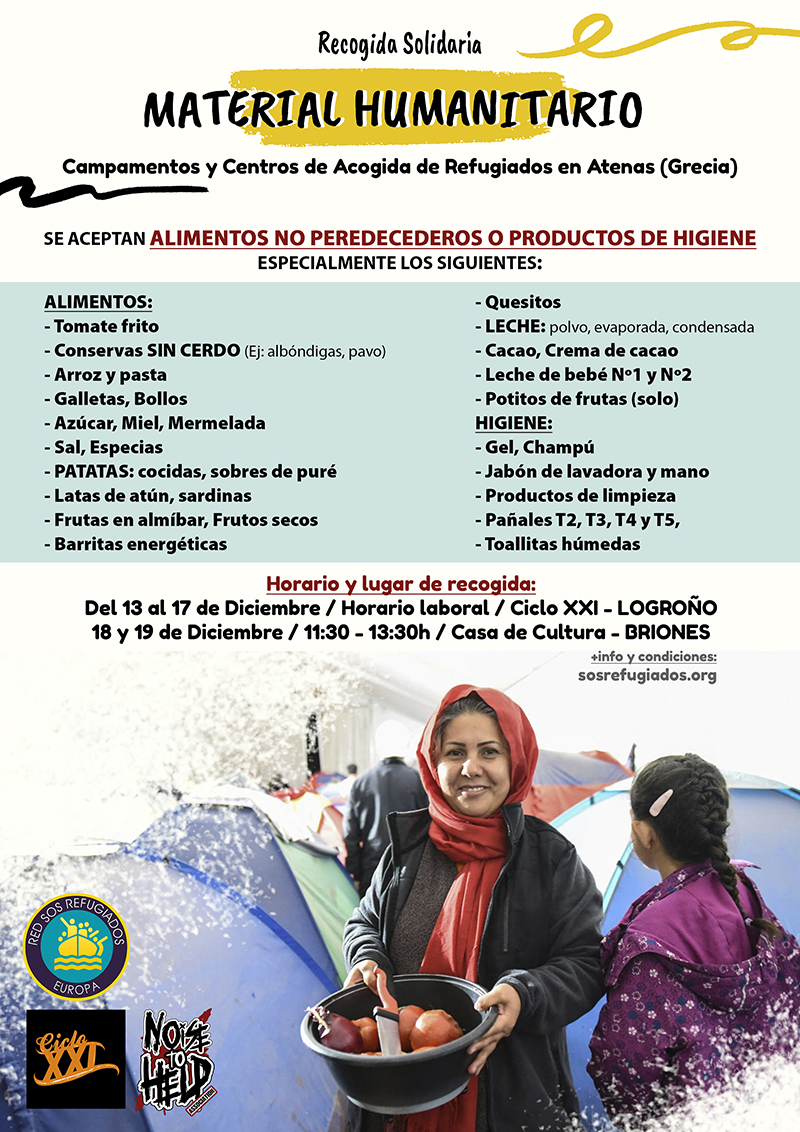 Recogida Solidaria
MATERIAL HUMANITARIO
Campamentos y Centros de Acogida de Refugiados en Atenas (Grecia)
SE ACEPTAN ALIMENTOS NO PEREDECEDEROS O PRODUCTOS DE HIGIENE
ESPECIALMENTE LOS SIGUIENTES:
ALIMENTOS:
- Tomate frito
- Conservas SIN CERDO (Ej: albóndigas, pavo)
- Arroz y pasta
- Galletas, Bollos
- Azúcar, Miel, Mermelada
- Sal, Especias
- PATATAS: cocidas, sobres de puré
- Latas de atún, sardinas
- Frutas en almíbar, Frutos secos
- Barritas energéticas
- Quesitos
- LECHE: polvo, evaporada, condensada
- Cacao, Crema de cacao
- Leche de bebé Nº1 y Nº2
- Potitos de frutas (solo)
HIGIENE:
- Gel, Champú
- Jabón de lavadora y mano
- Productos de limpieza
- Pañales T2, T3, T4 y T5,
- Toallitas húmedas
Horario y lugar de recogida:
Del 13 al 17 de Diciembre / Horario laboral / Ciclo XXI - LOGROÑO
18 y 19 de Diciembre / 11:30 - 13:30h / Casa de Cultura - BRIONES
+info y condiciones:
sosrefugiados.org
RED SOS REFUGIADOS
EUROPA
Ciclo
XXI
NOISE
TO
HELP
ASSOCIATION